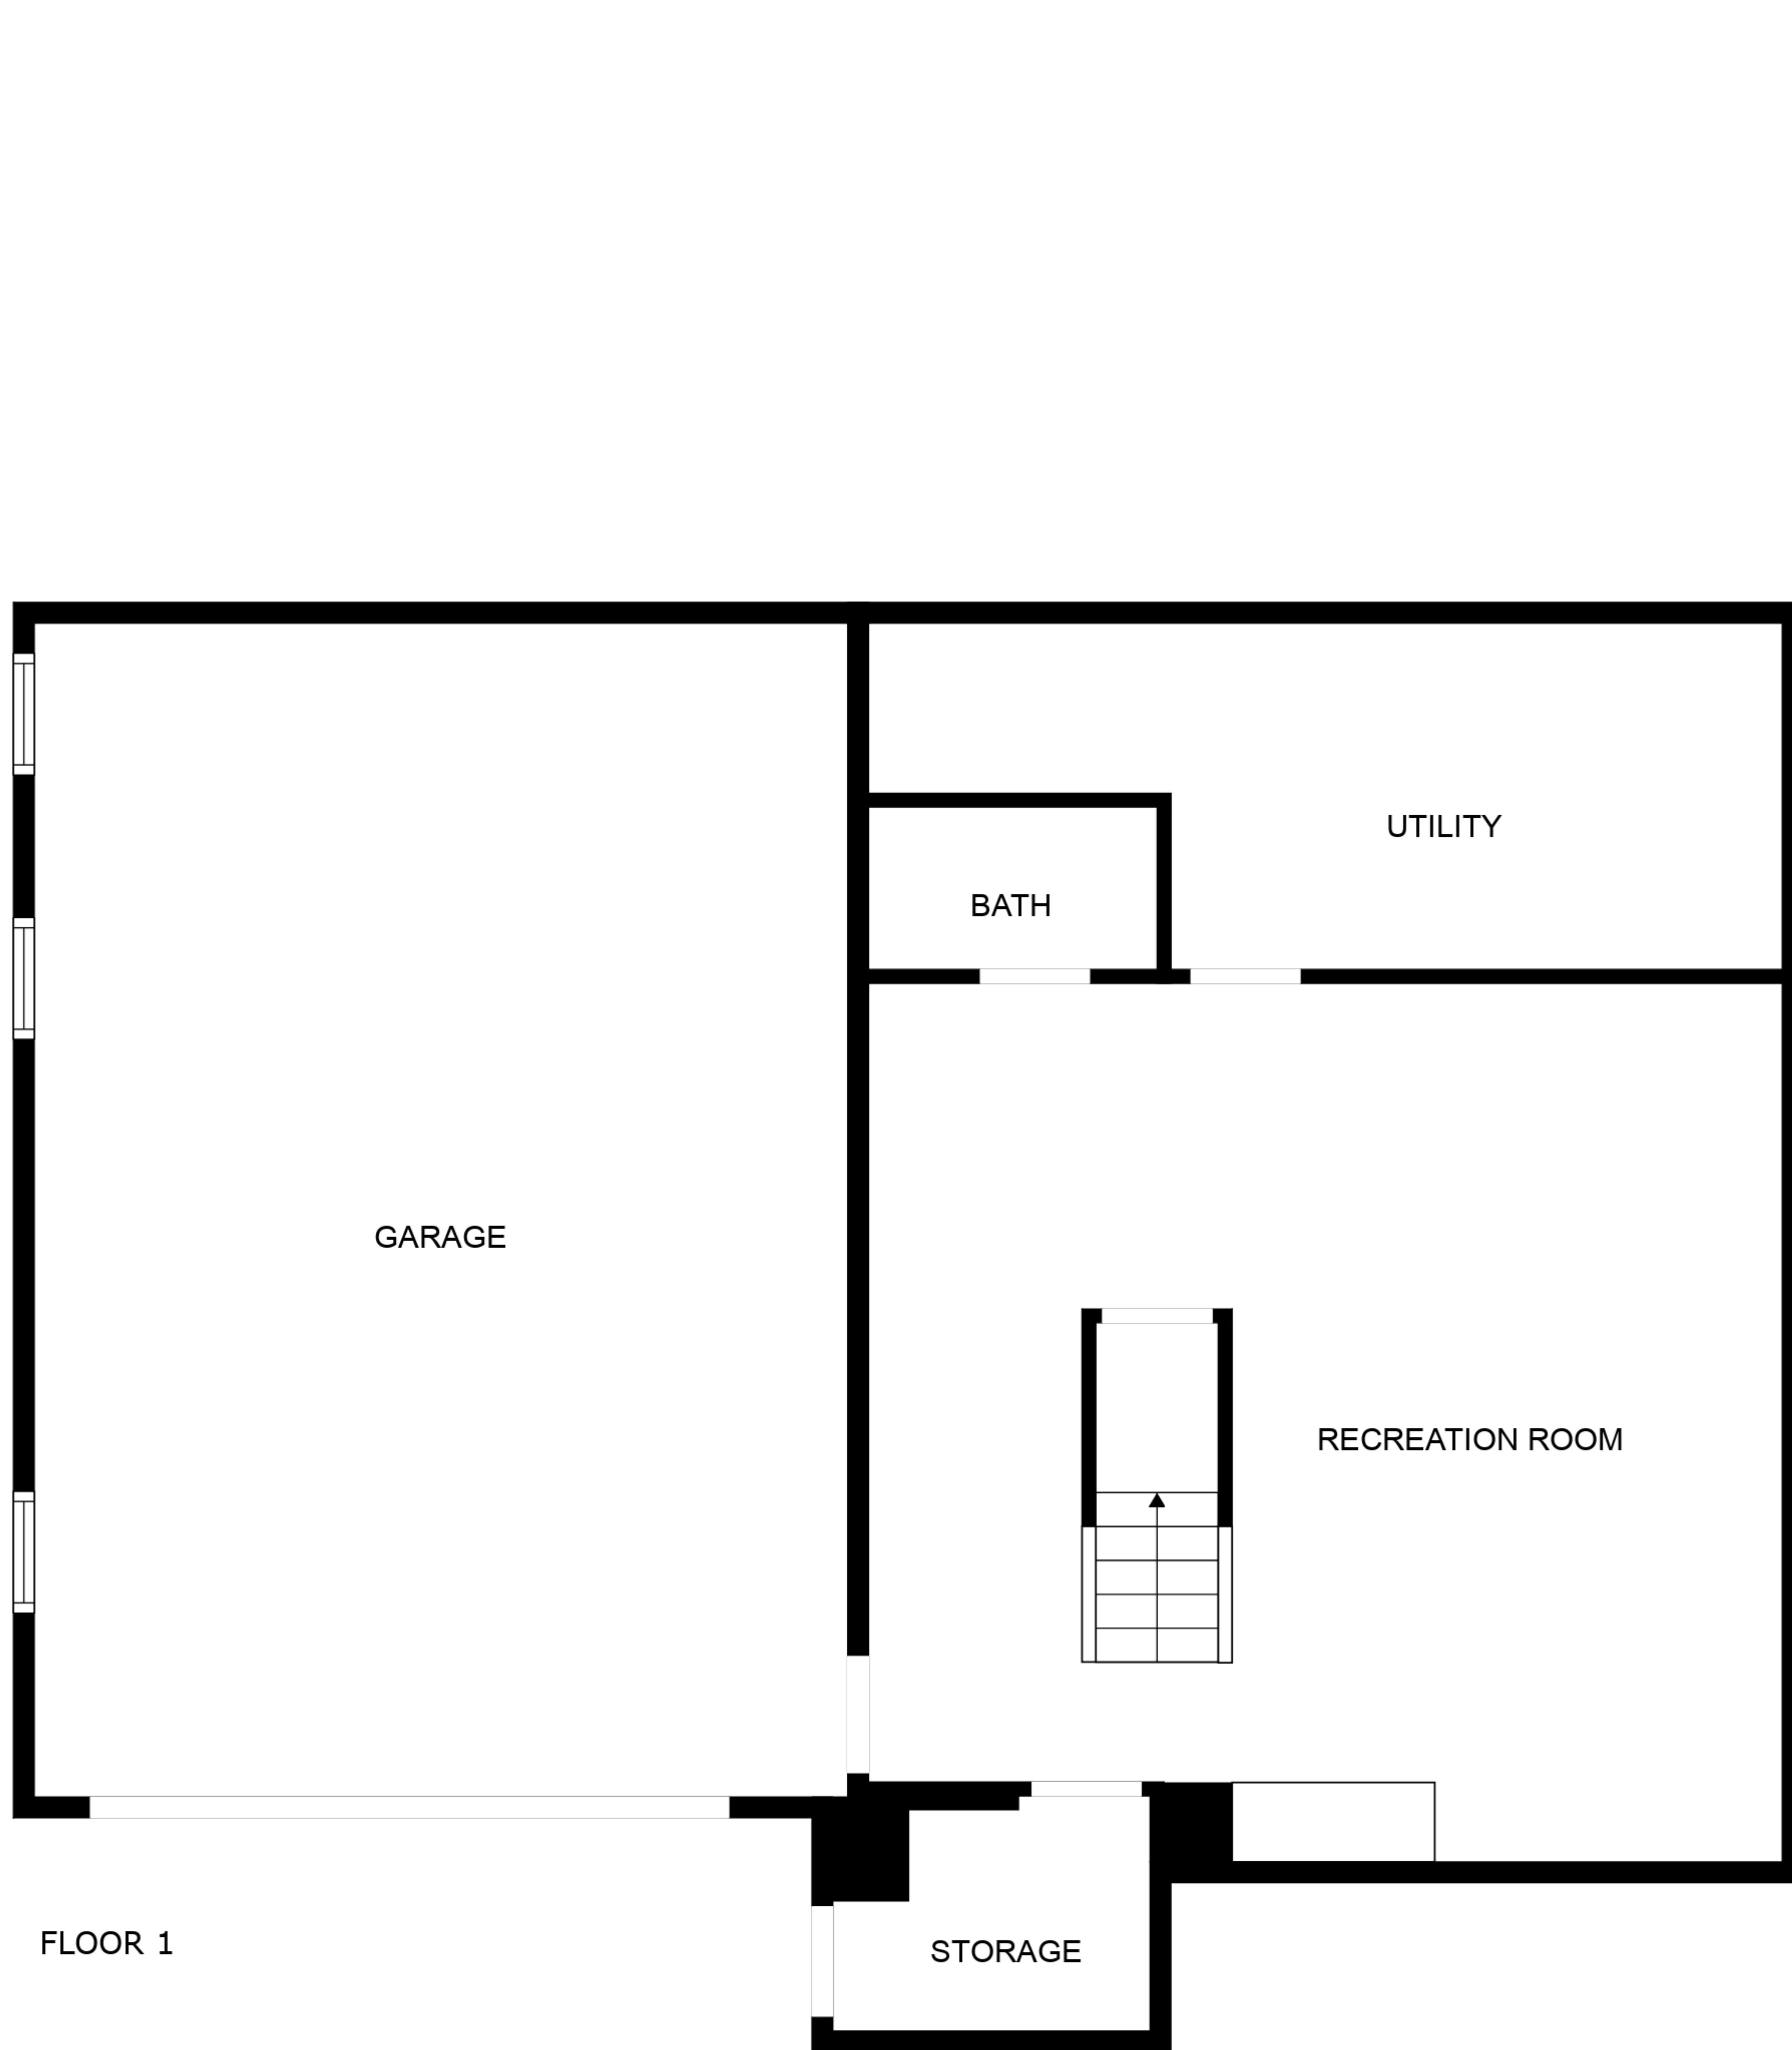 UTILITY
BATH
GARAGE
RECREATION ROOM
FLOOR 1
STORAGE